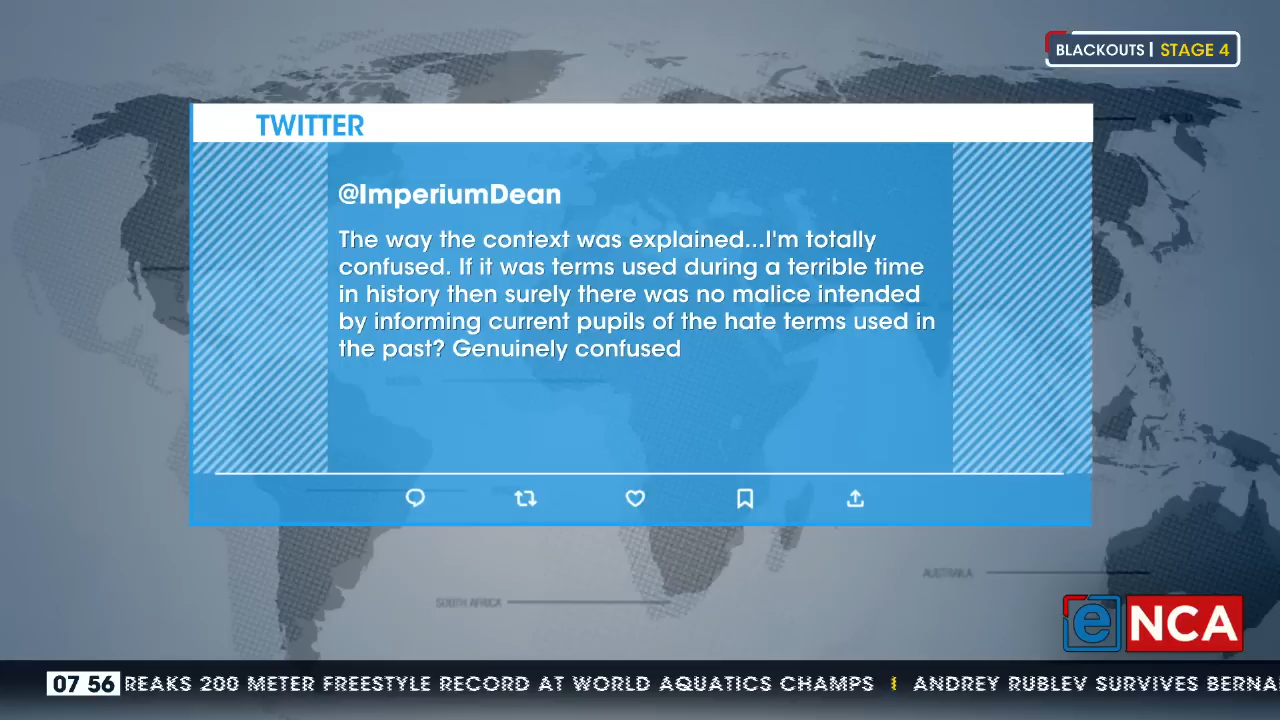 BLACKOUTS | STAGE 4
TWITTER
@ImperiumDean
The way the context was explained...I'm totally
confused. If it was terms used during a terrible time
in history then surely there was no malice intended
by informing current pupils of the hate terms used in
the past? Genuinely confused
AUSTRAILA
SOUTH AFRICA
eNCA
07 56 REAKS 200 METER FREESTYLE RECORD AT WORLD AQUATICS CHAMPS ANDREY RUBLEV SURVIVES BERNA